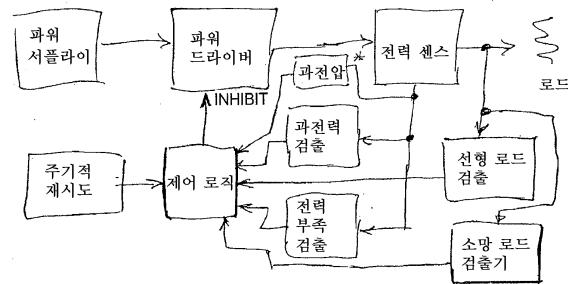 파워
서플라이
파워
드라이버
전력 센스
로드
과전압
*
INHIBIT
과전력
검출
선형 로드
검출
주기적
재시도
제어 로직
전력
부족
검출
소망 로드
검출기